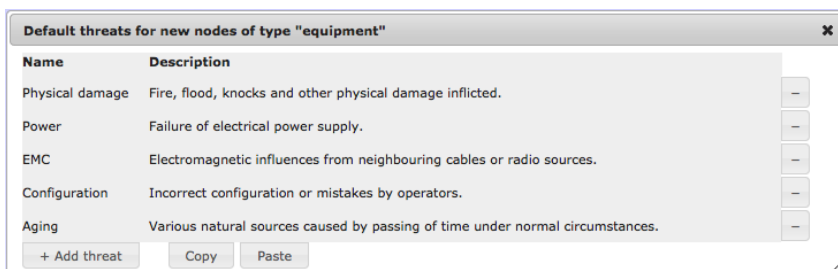 Default threats for new nodes of type "equipment" ✖
Name Description
Physical damage Fire, flood, knocks and other physical damage inflicted. –
Power Failure of electrical power supply. –
EMC Electromagnetic influences from neighbouring cables or radio sources. –
Configuration Incorrect configuration or mistakes by operators. –
Aging Various natural sources caused by passing of time under normal circumstances. –
+ Add threat Copy Paste